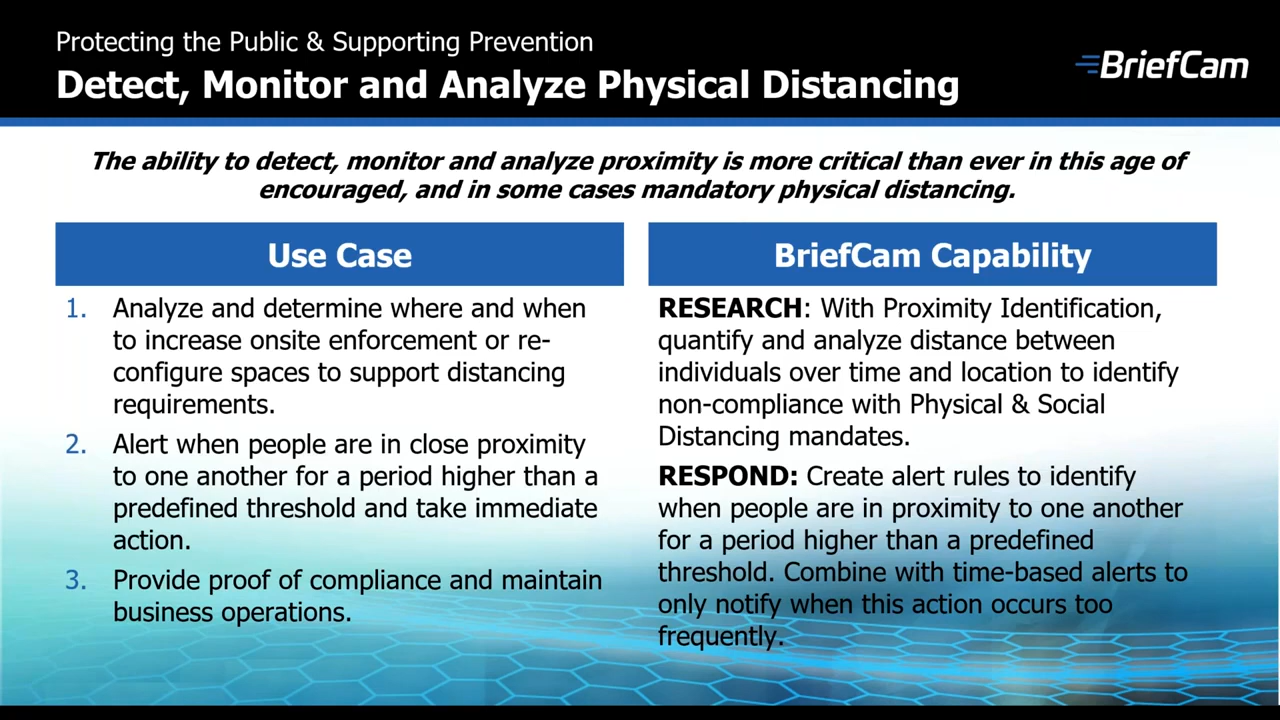 Protecting the Public & Supporting Prevention
Detect, Monitor and Analyze Physical Distancing
BriefCam
The ability to detect, monitor and analyze proximity is more critical than ever in this age of
encouraged, and in some cases mandatory physical distancing.
Use Case
1. Analyze and determine where and when
to increase onsite enforcement or re-
configure spaces to support distancing
requirements.
2. Alert when people are in close proximity
to one another for a period higher than a
predefined threshold and take immediate
action.
3. Provide proof of compliance and maintain
business operations.
BriefCam Capability
RESEARCH: With Proximity Identification,
quantify and analyze distance between
individuals over time and location to identify
non-compliance with Physical & Social
Distancing mandates.
RESPOND: Create alert rules to identify
when people are in proximity to one another
for a period higher than a predefined
threshold. Combine with time-based alerts to
only notify when this action occurs too
frequently.